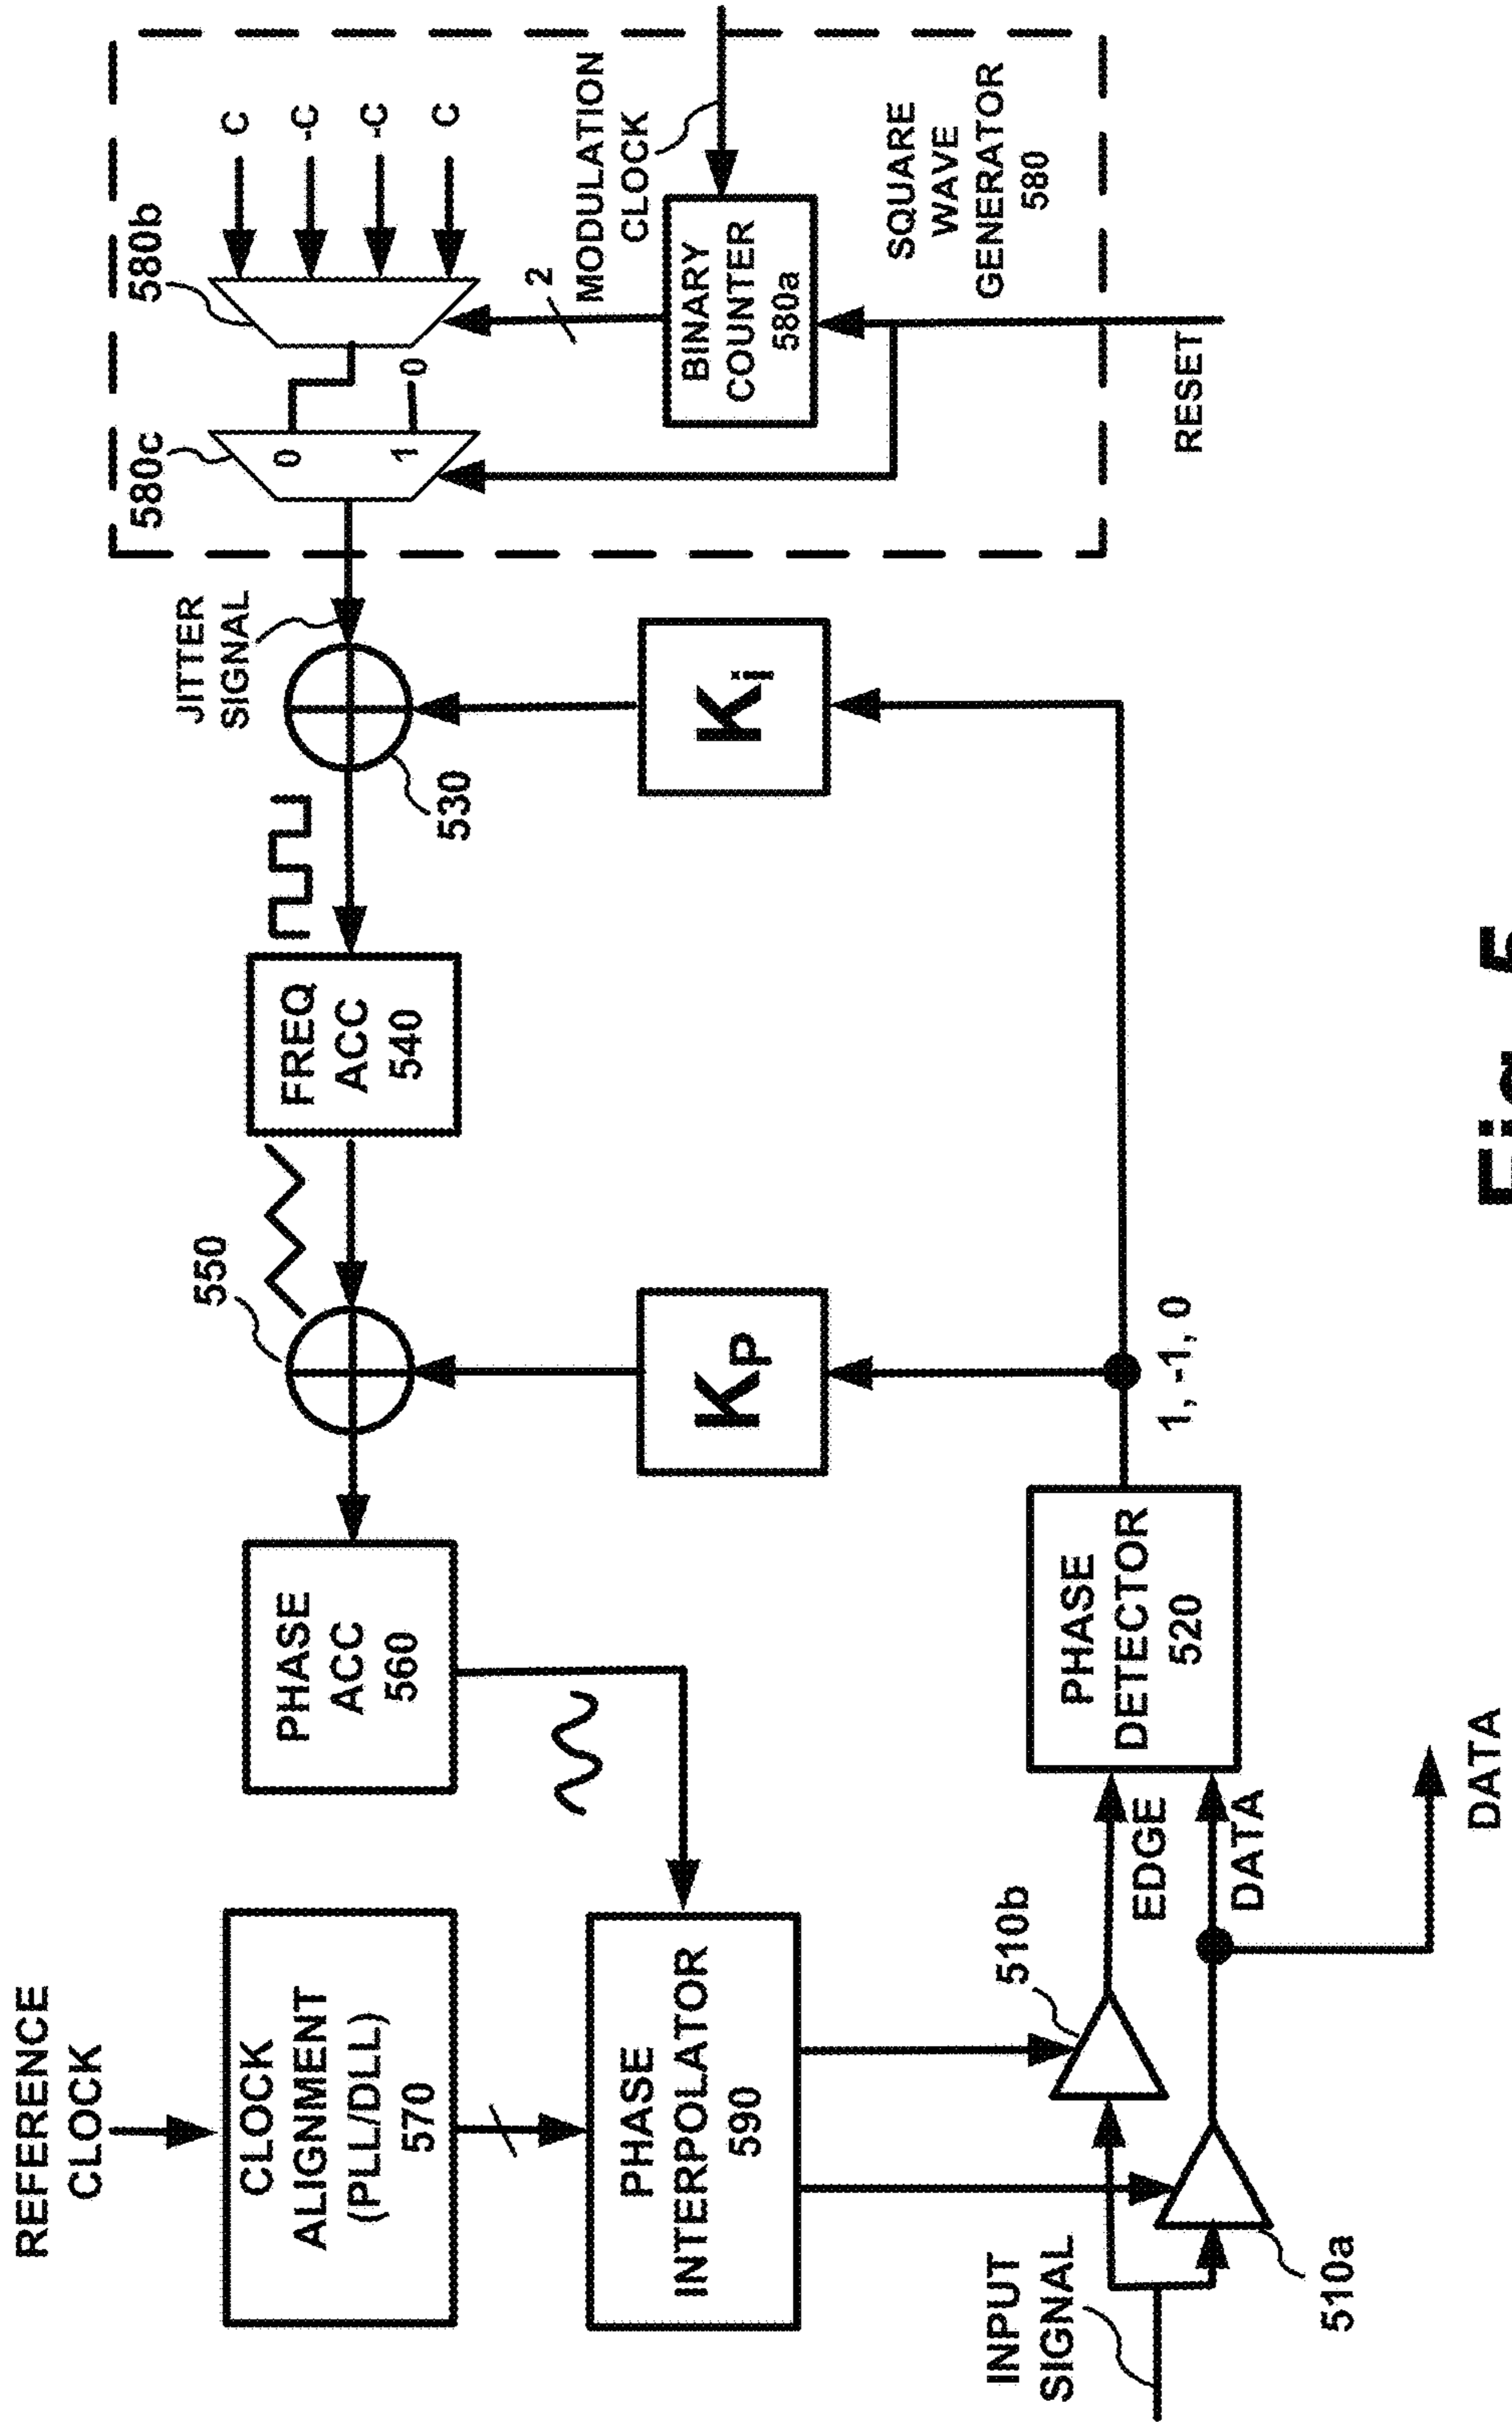 REFERENCE
CLOCK
CLOCK
ALIGNMENT
(PLL/DLL)
570
PHASE
INTERPOLATOR
590
INPUT
SIGNAL
510a
510b
EDGE
DATA
DATA
PHASE
DETECTOR
520
1, -1, 0
PHASE
ACC
560
550
KP
FREQ
ACC
540
530
Ki
JITTER
SIGNAL
580c
0
1
0
580b
C
-C
-C
C
2
MODULATION
CLOCK
BINARY
COUNTER
580a
SQUARE
WAVE
GENERATOR
580
RESET